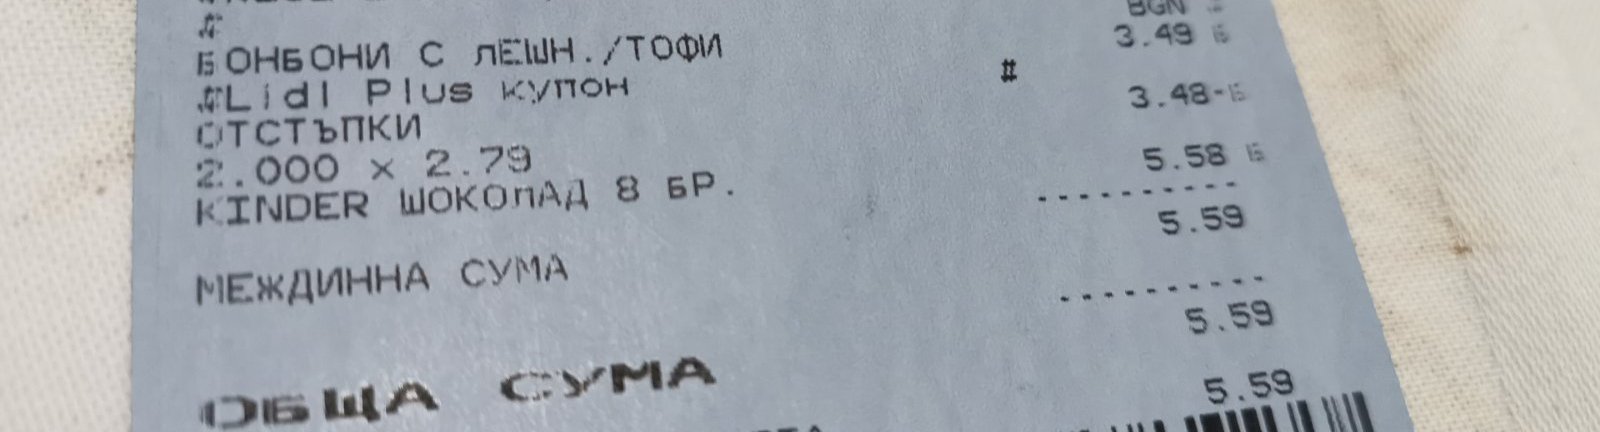 #
BGN
БОНБОНИ С ЛЕШН./ТОФИ 3.49 Б
#Lidl Plus купон #
ОТСТЪПКИ 3.48-Б
2.000 x 2.79
KINDER ШОКОЛАД 8 БР. 5.58 Б
----------
МЕЖДИННА СУМА 5.59
----------
5.59
ОБЩА СУМА 5.59